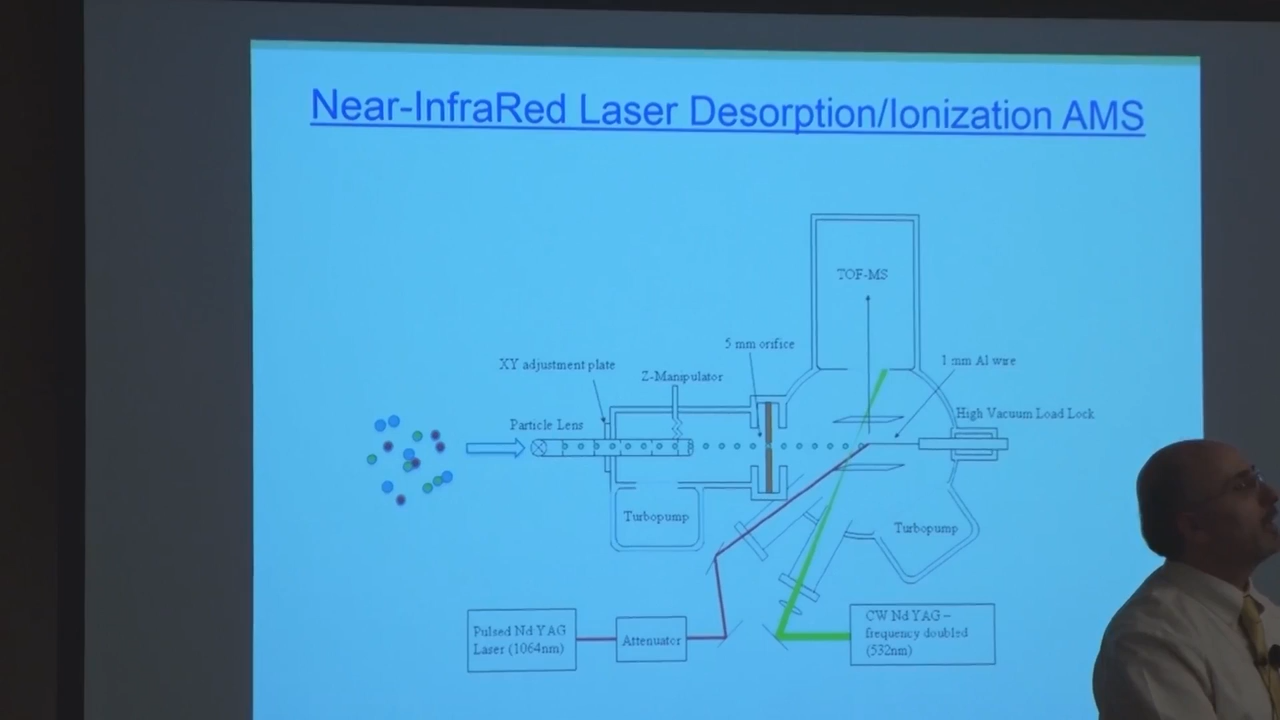 Near-InfraRed Laser Desorption/Ionization AMS
TOF-MS
5 mm orifice
XY adjustment plate
1 mm Al wire
Z-Manipulator
High Vacuum Load Lock
Particle Lens
Turbopump
Turbopump
Pulsed Nd YAG
Laser (1064nm)
Attenuator
CW Nd YAG –
frequency doubled
(532nm)